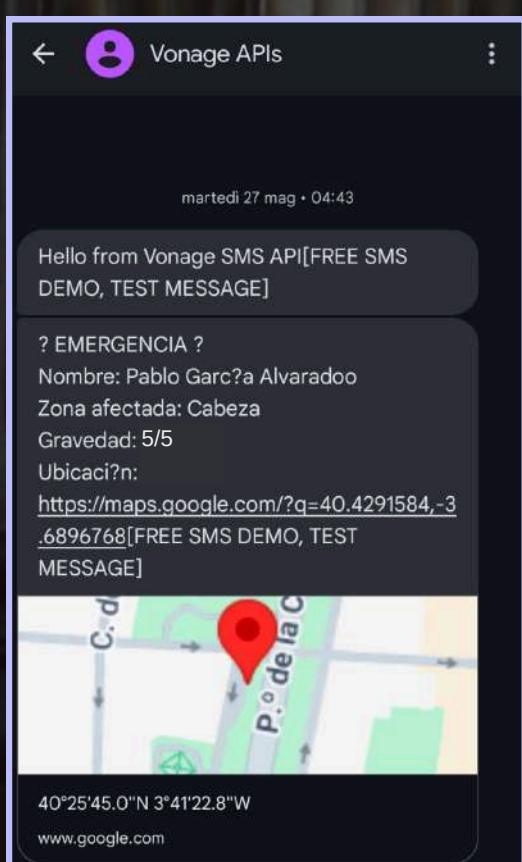 Vonage APIs
martedì 27 mag • 04:43
Hello from Vonage SMS API[FREE SMS
DEMO, TEST MESSAGE]
? EMERGENCIA ?
Nombre: Pablo Garc?a Alvaradoo
Zona afectada: Cabeza
Gravedad: 5/5
Ubicaci?n:
https://maps.google.com/?q=40.4291584,-3
.6896768[FREE SMS DEMO, TEST
MESSAGE]
C. d
P.º de la C
40°25'45.0"N 3°41'22.8"W
www.google.com